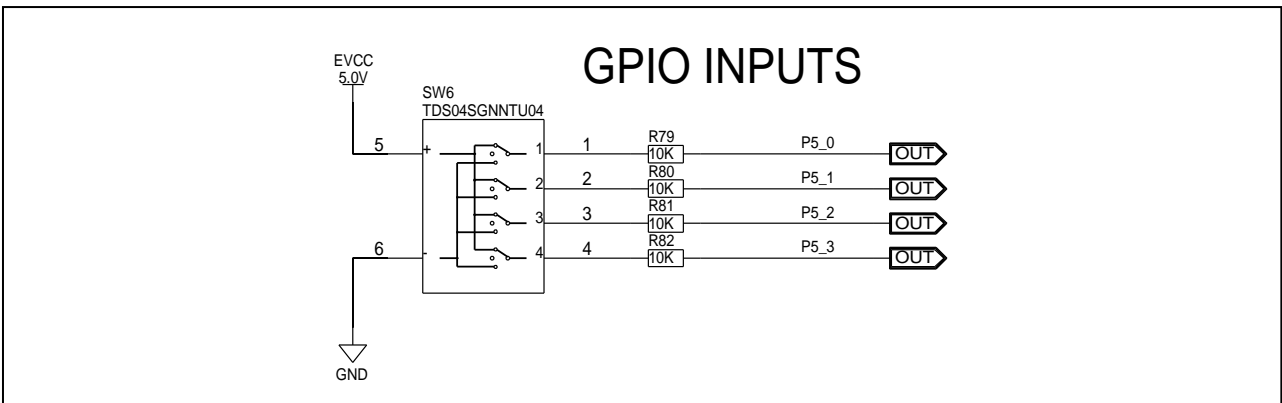 GPIO INPUTS
EVCC
5.0V
SW6
TDS04SGNNTU04
5 + 1 1 R79 10K P5_0 OUT
2 2 R80 10K P5_1 OUT
3 3 R81 10K P5_2 OUT
6 - 4 4 R82 10K P5_3 OUT
GND